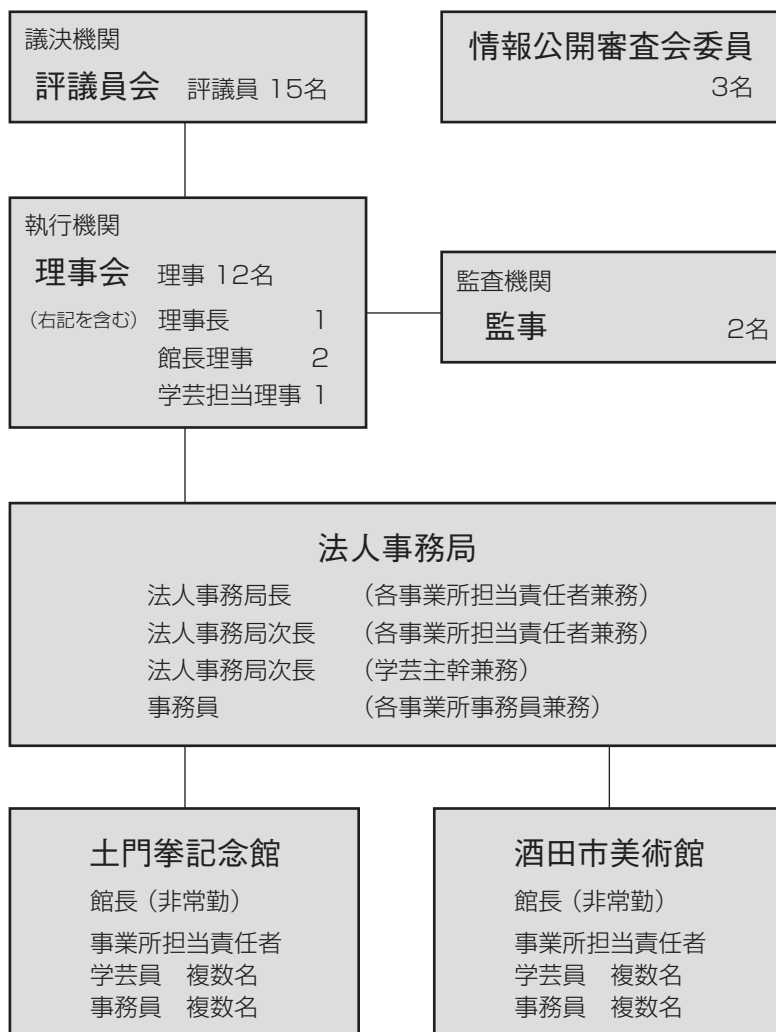 議決機関
評議員会 評議員 15名
情報公開審査会委員
3名
執行機関
理事会 理事 12名
(右記を含む) 理事長 1
館長理事 2
学芸担当理事 1
監査機関
監事 2名
法人事務局
法人事務局長 (各事業所担当責任者兼務)
法人事務局次長 (各事業所担当責任者兼務)
法人事務局次長 (学芸主幹兼務)
事務員 (各事業所事務員兼務)
土門拳記念館
館長 (非常勤)
事業所担当責任者
学芸員 複数名
事務員 複数名
酒田市美術館
館長 (非常勤)
事業所担当責任者
学芸員 複数名
事務員 複数名